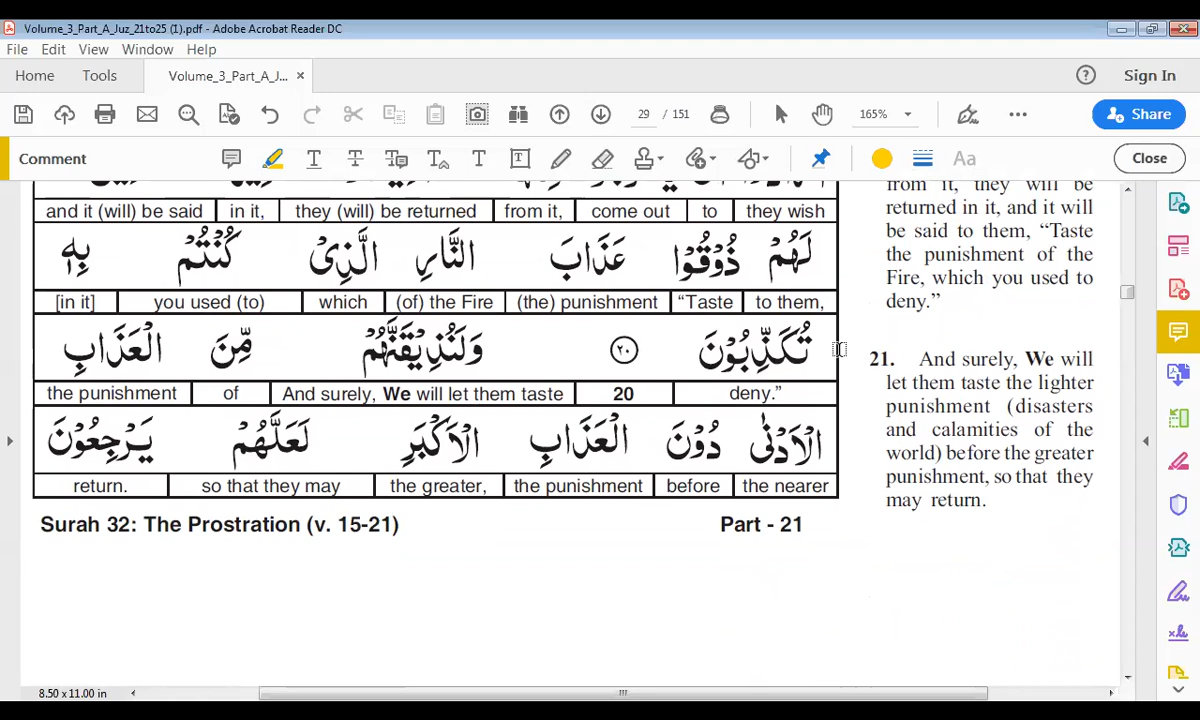 Volume_3_Part_A_Juz_21to25 (1).pdf - Adobe Acrobat Reader DC
File Edit View Window Help
Home Tools Volume_3_Part_A_J... × Sign In
29 / 151 165% Share
Comment Aa Close
and it (will) be said in it, they (will) be returned from it, come out to they wish
لَهُمْ ذُوْقُوْا عَذَابَ النَّارِ الَّذِىْ كُنْتُمْ بِهٖ
[in it] you used (to) which (of) the Fire (the) punishment “Taste to them,
تُكَذِّبُوْنَ ٢٠ وَلَنُذِيْقَنَّهُمْ مِّنَ الْعَذَابِ
the punishment of And surely, We will let them taste 20 deny.”
الْاَدْنٰى دُوْنَ الْعَذَابِ الْاَكْبَرِ لَعَلَّهُمْ يَرْجِعُوْنَ
return. so that they may the greater, the punishment before the nearer
Surah 32: The Prostration (v. 15-21) Part - 21
from it, they will be
returned in it, and it will
be said to them, “Taste
the punishment of the
Fire, which you used to
deny.”
21. And surely, We will
let them taste the lighter
punishment (disasters
and calamities of the
world) before the greater
punishment, so that they
may return.
8.50 x 11.00 in